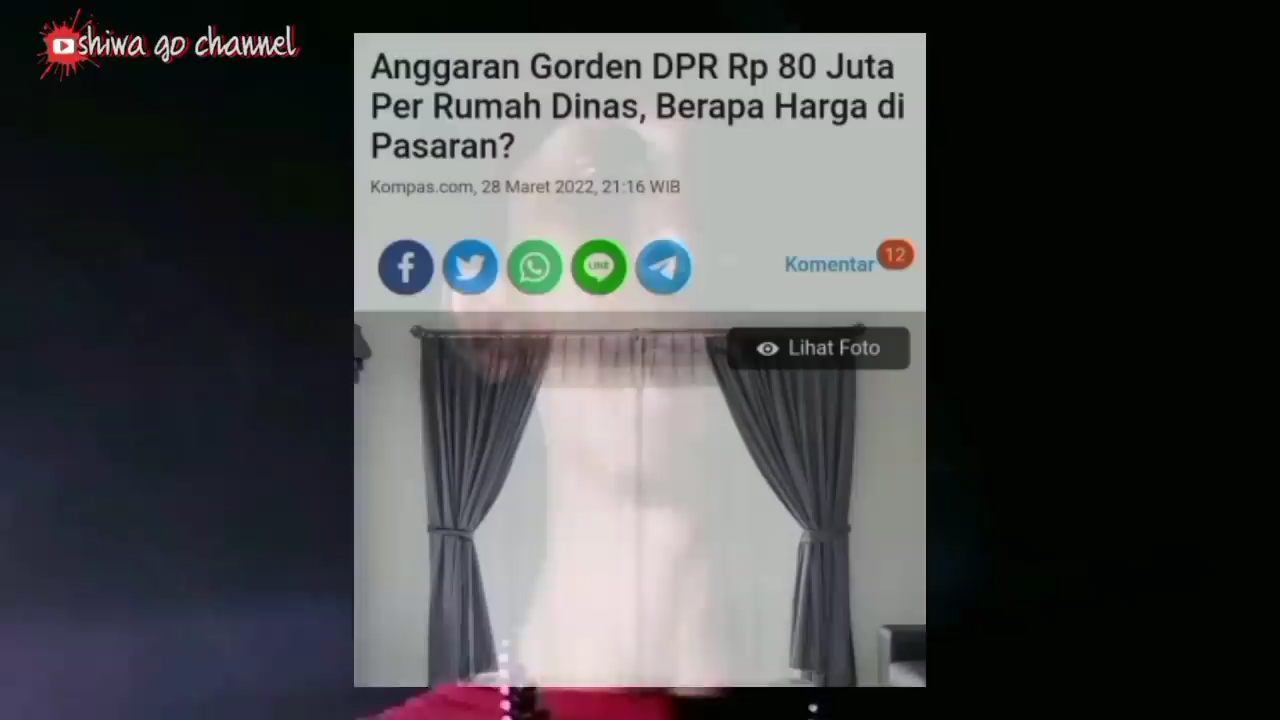 shiwa go channel
Anggaran Gorden DPR Rp 80 Juta
Per Rumah Dinas, Berapa Harga di
Pasaran?
Kompas.com, 28 Maret 2022, 21:16 WIB
LINE
Komentar 12
Lihat Foto